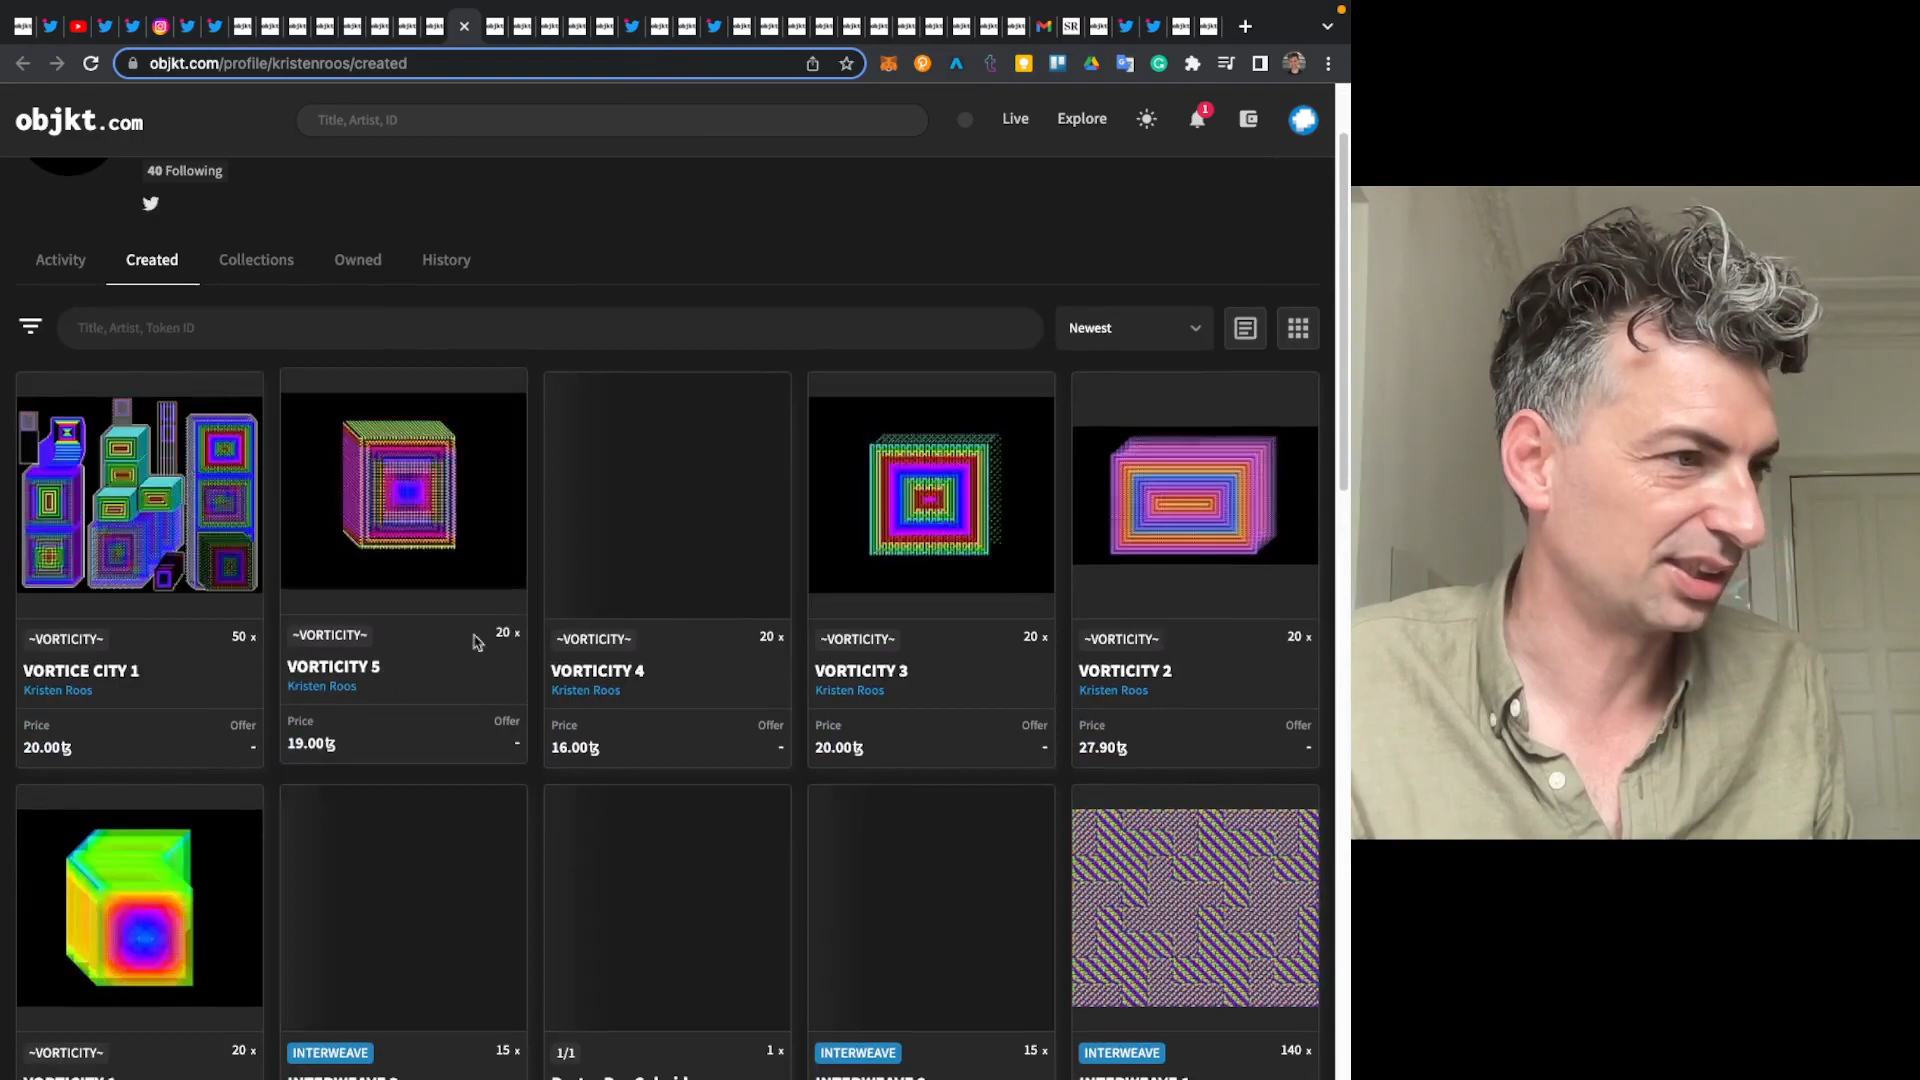 objkt.com/profile/kristenroos/created
SR
objkt.com
Title, Artist, ID
Live
Explore
1
40 Following
Activity
Created
Collections
Owned
History
Title, Artist, Token ID
Newest
~VORTICITY~
50 x
VORTICE CITY 1
Kristen Roos
Price
Offer
20.00ꜩ
-
~VORTICITY~
20 x
VORTICITY 5
Kristen Roos
Price
Offer
19.00ꜩ
-
~VORTICITY~
20 x
VORTICITY 4
Kristen Roos
Price
Offer
16.00ꜩ
-
~VORTICITY~
20 x
VORTICITY 3
Kristen Roos
Price
Offer
20.00ꜩ
-
~VORTICITY~
20 x
VORTICITY 2
Kristen Roos
Price
Offer
27.90ꜩ
-
~VORTICITY~
20 x
INTERWEAVE
15 x
1/1
1 x
INTERWEAVE
15 x
INTERWEAVE
140 x